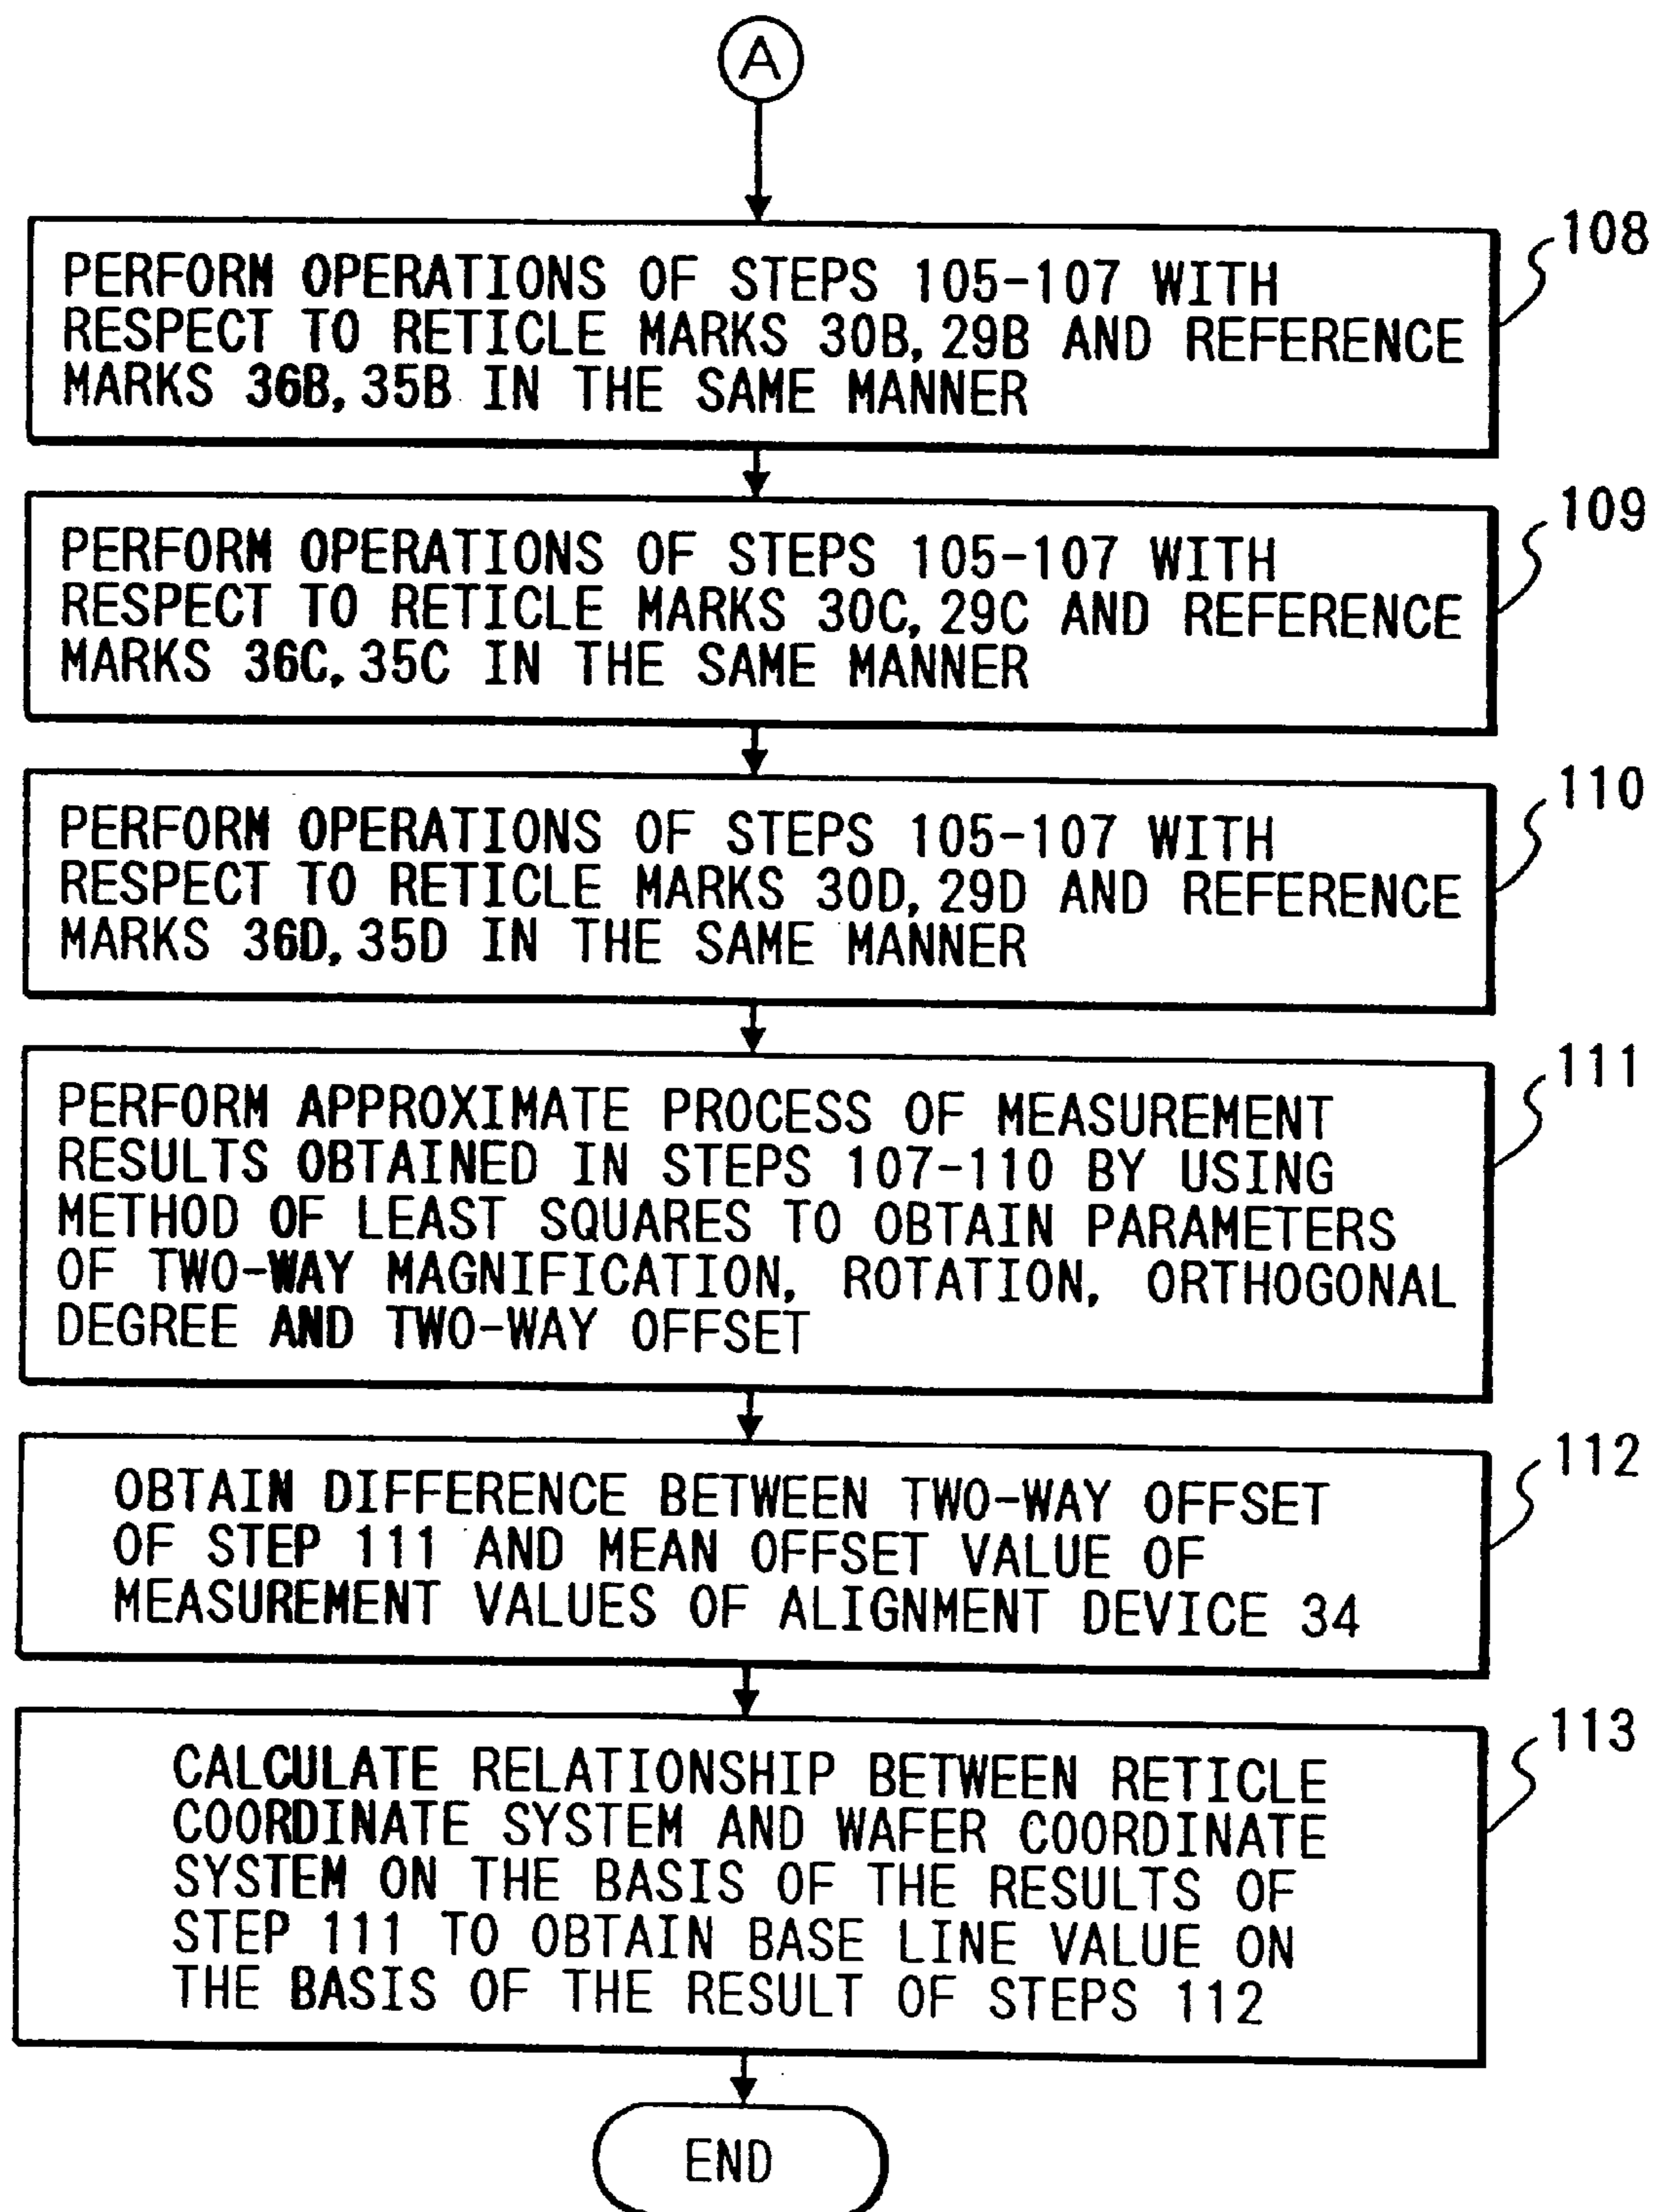 A
108
PERFORM OPERATIONS OF STEPS 105-107 WITH
RESPECT TO RETICLE MARKS 30B, 29B AND REFERENCE
MARKS 36B, 35B IN THE SAME MANNER
109
PERFORM OPERATIONS OF STEPS 105-107 WITH
RESPECT TO RETICLE MARKS 30C, 29C AND REFERENCE
MARKS 36C, 35C IN THE SAME MANNER
110
PERFORM OPERATIONS OF STEPS 105-107 WITH
RESPECT TO RETICLE MARKS 30D, 29D AND REFERENCE
MARKS 36D, 35D IN THE SAME MANNER
111
PERFORM APPROXIMATE PROCESS OF MEASUREMENT
RESULTS OBTAINED IN STEPS 107-110 BY USING
METHOD OF LEAST SQUARES TO OBTAIN PARAMETERS
OF TWO-WAY MAGNIFICATION, ROTATION, ORTHOGONAL
DEGREE AND TWO-WAY OFFSET
112
OBTAIN DIFFERENCE BETWEEN TWO-WAY OFFSET
OF STEP 111 AND MEAN OFFSET VALUE OF
MEASUREMENT VALUES OF ALIGNMENT DEVICE 34
113
CALCULATE RELATIONSHIP BETWEEN RETICLE
COORDINATE SYSTEM AND WAFER COORDINATE
SYSTEM ON THE BASIS OF THE RESULTS OF
STEP 111 TO OBTAIN BASE LINE VALUE ON
THE BASIS OF THE RESULT OF STEPS 112
END